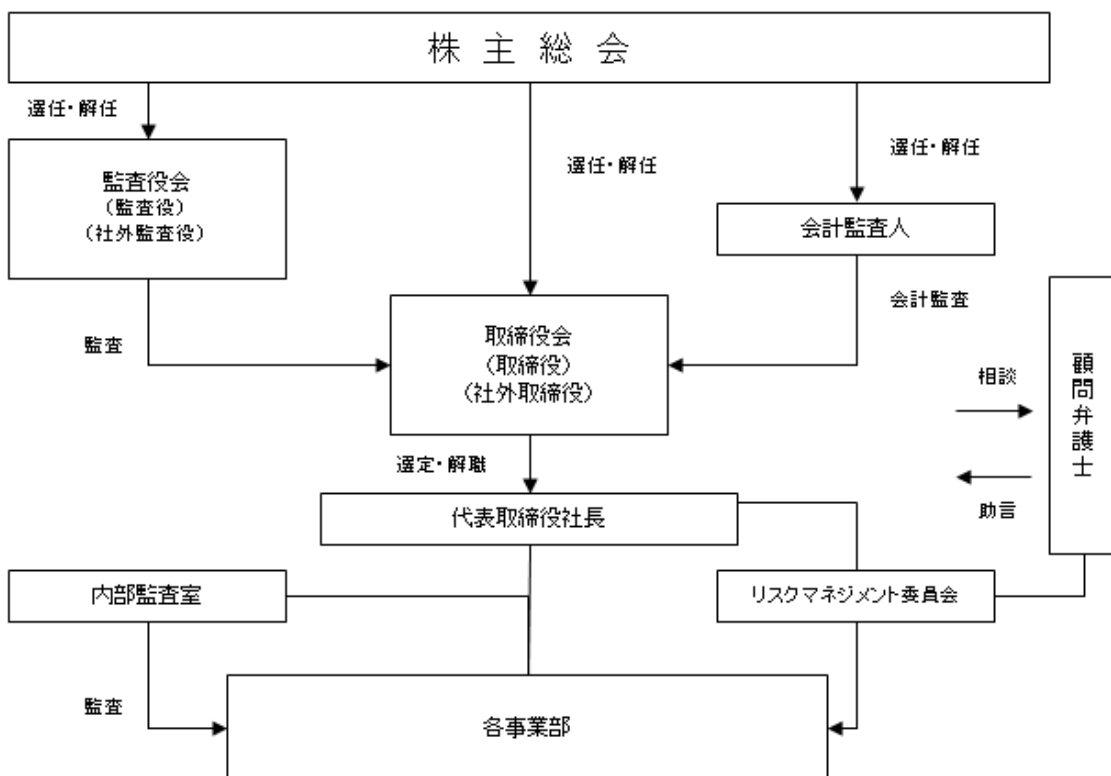 株主総会
選任・解任
選任・解任
選任・解任
監査役会
(監査役)
(社外監査役)
会計監査人
監査
会計監査
取締役会
(取締役)
(社外取締役)
相談
助言
顧問弁護士
選定・解職
代表取締役社長
内部監査室
リスクマネジメント委員会
監査
各事業部